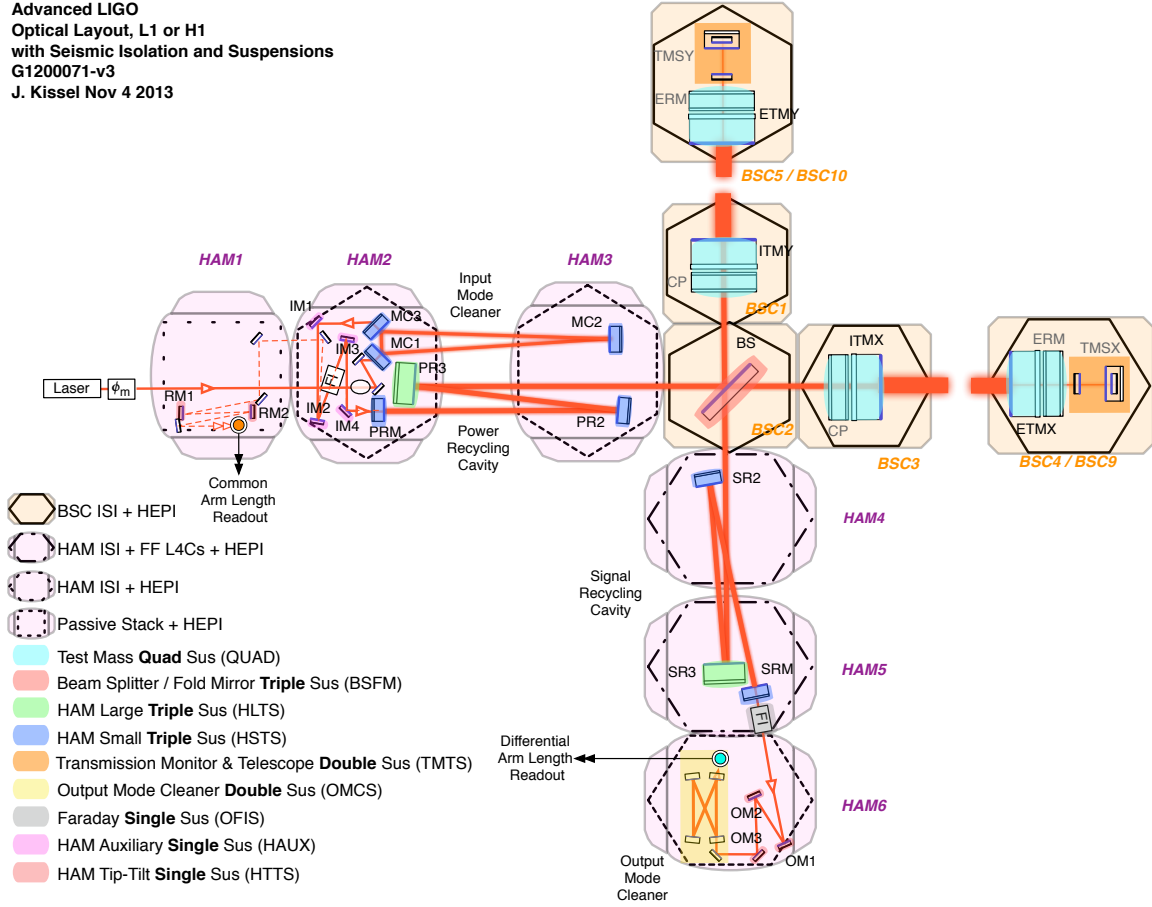 Advanced LIGO
Optical Layout, L1 or H1
with Seismic Isolation and Suspensions
G1200071-v3
J. Kissel Nov 4 2013
TMSY
ERM
ETMY
BSC5 / BSC10
ITMY
CP
BSC1
HAM1
HAM2
Input
Mode
Cleaner
HAM3
IM1
MC3
MC2
IM3
MC1
BS
ITMX
ERM
TMSX
PR3
FI
Laser
ϕm
RM1
RM2
IM2
IM4
PRM
PR2
BSC2
CP
ETMX
Power
Recycling
Cavity
BSC3
BSC4 / BSC9
Common
Arm Length
Readout
SR2
HAM4
Signal
Recycling
Cavity
SR3
SRM
HAM5
FI
Differential
Arm Length
Readout
OM2
HAM6
OM3
OM1
Output
Mode
Cleaner
BSC ISI + HEPI
HAM ISI + FF L4Cs + HEPI
HAM ISI + HEPI
Passive Stack + HEPI
Test Mass Quad Sus (QUAD)
Beam Splitter / Fold Mirror Triple Sus (BSFM)
HAM Large Triple Sus (HLTS)
HAM Small Triple Sus (HSTS)
Transmission Monitor & Telescope Double Sus (TMTS)
Output Mode Cleaner Double Sus (OMCS)
Faraday Single Sus (OFIS)
HAM Auxiliary Single Sus (HAUX)
HAM Tip-Tilt Single Sus (HTTS)